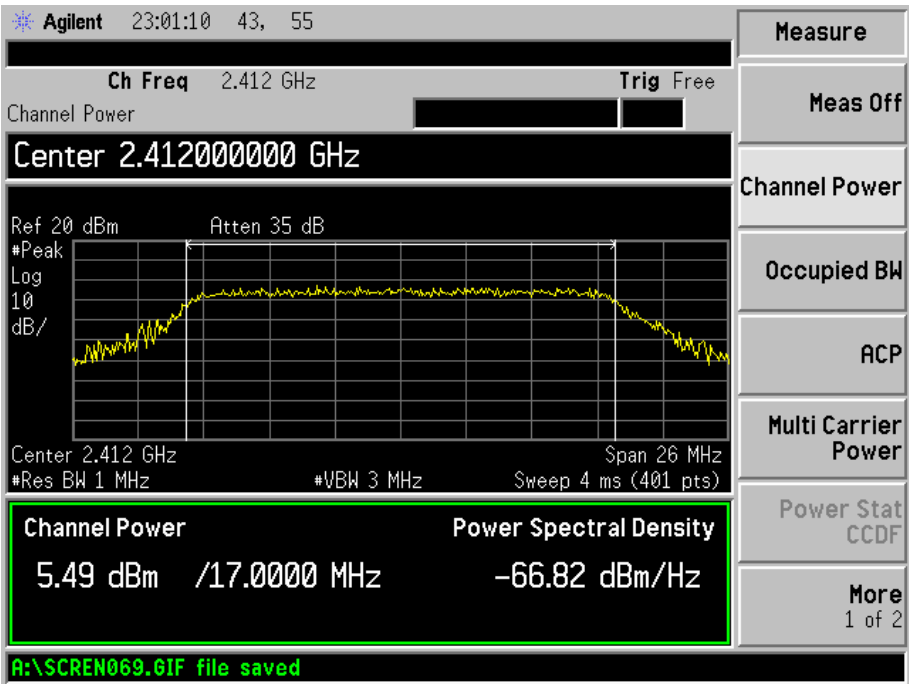 Agilent 23:01:10 43, 55
Measure
Ch Freq 2.412 GHz
Trig Free
Channel Power
Meas Off
Center 2.412000000 GHz
Channel Power
Ref 20 dBm
Atten 35 dB
#Peak
Log
10
dB/
Occupied BW
ACP
Center 2.412 GHz
Span 26 MHz
#Res BW 1 MHz
#VBW 3 MHz
Sweep 4 ms (401 pts)
Multi Carrier
Power
Channel Power
Power Spectral Density
Power Stat
CCDF
5.49 dBm /17.0000 MHz
-66.82 dBm/Hz
More
1 of 2
A:\SCREN069.GIF file saved